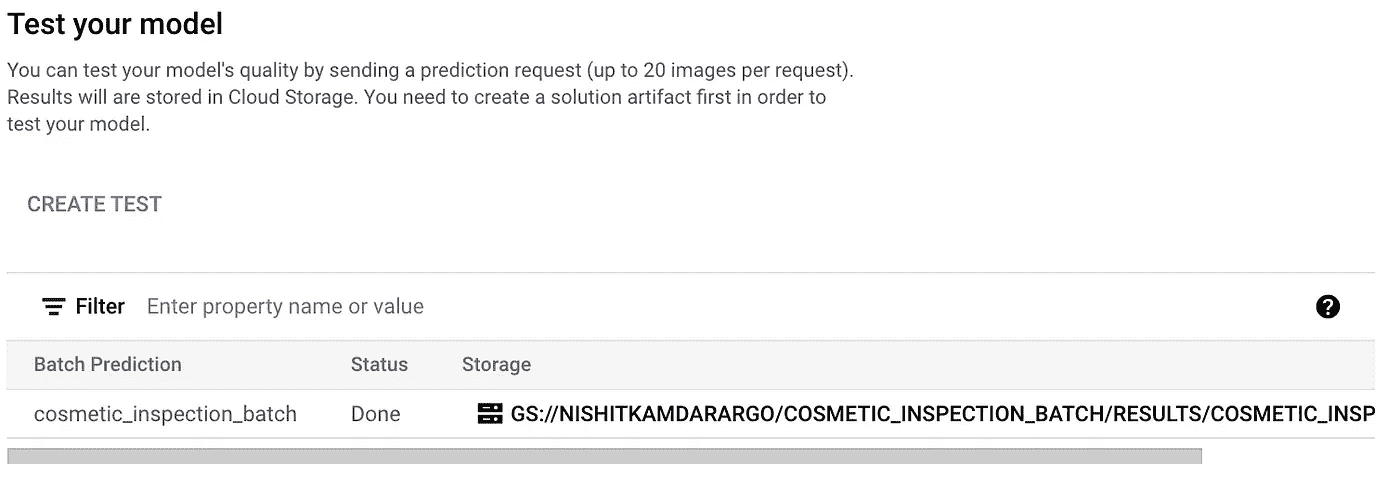 Test your model
You can test your model's quality by sending a prediction request (up to 20 images per request).
Results will are stored in Cloud Storage. You need to create a solution artifact first in order to
test your model.
CREATE TEST
Filter Enter property name or value ?
Batch Prediction Status Storage
cosmetic_inspection_batch Done GS://NISHITKAMDARARGO/COSMETIC_INSPECTION_BATCH/RESULTS/COSMETIC_INSP